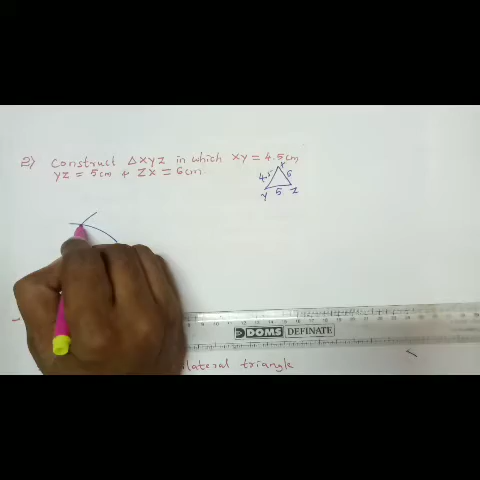 2) Construct ΔXYZ in which XY = 4.5cm
YZ = 5cm + ZX = 6cm.
X
4.5 6
Y 5 Z
DOMS DEFINATE
lateral triangle